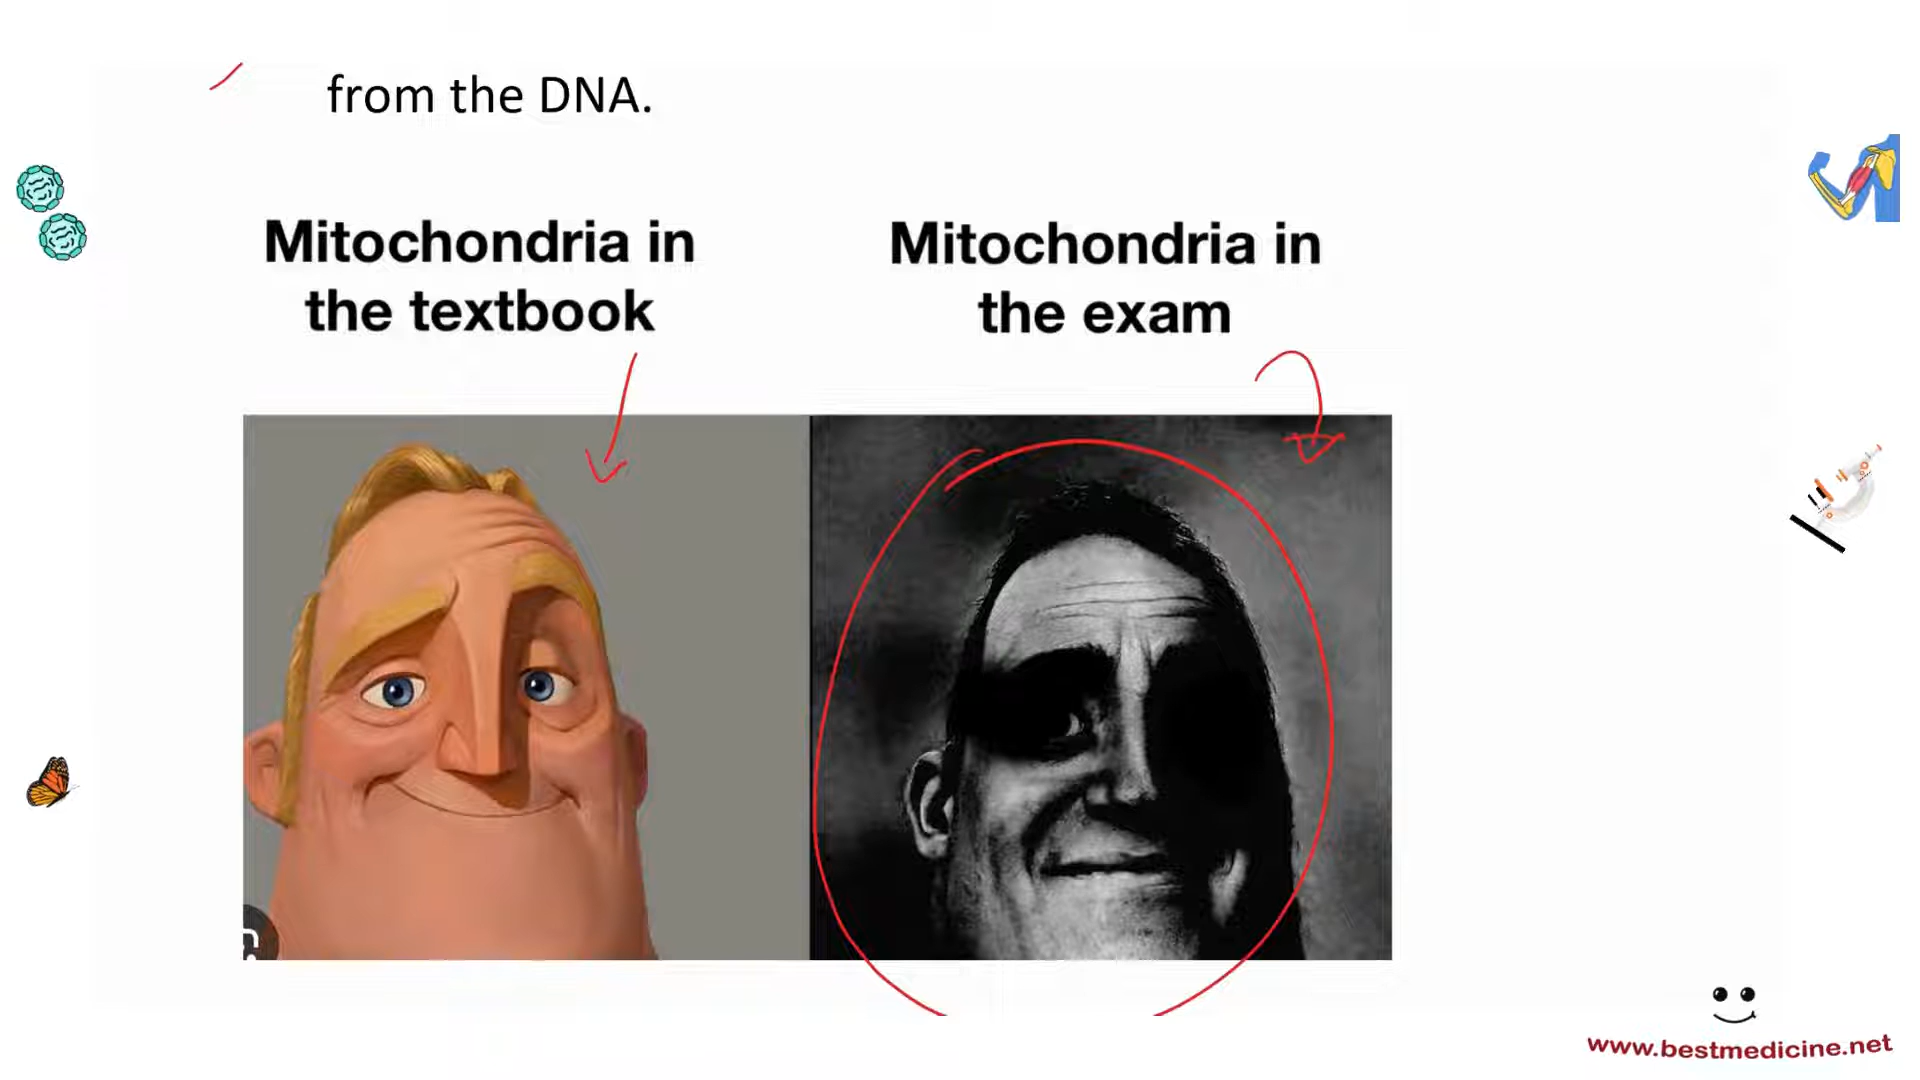 from the DNA.
Mitochondria in
the textbook
Mitochondria in
the exam
www.bestmedicine.net